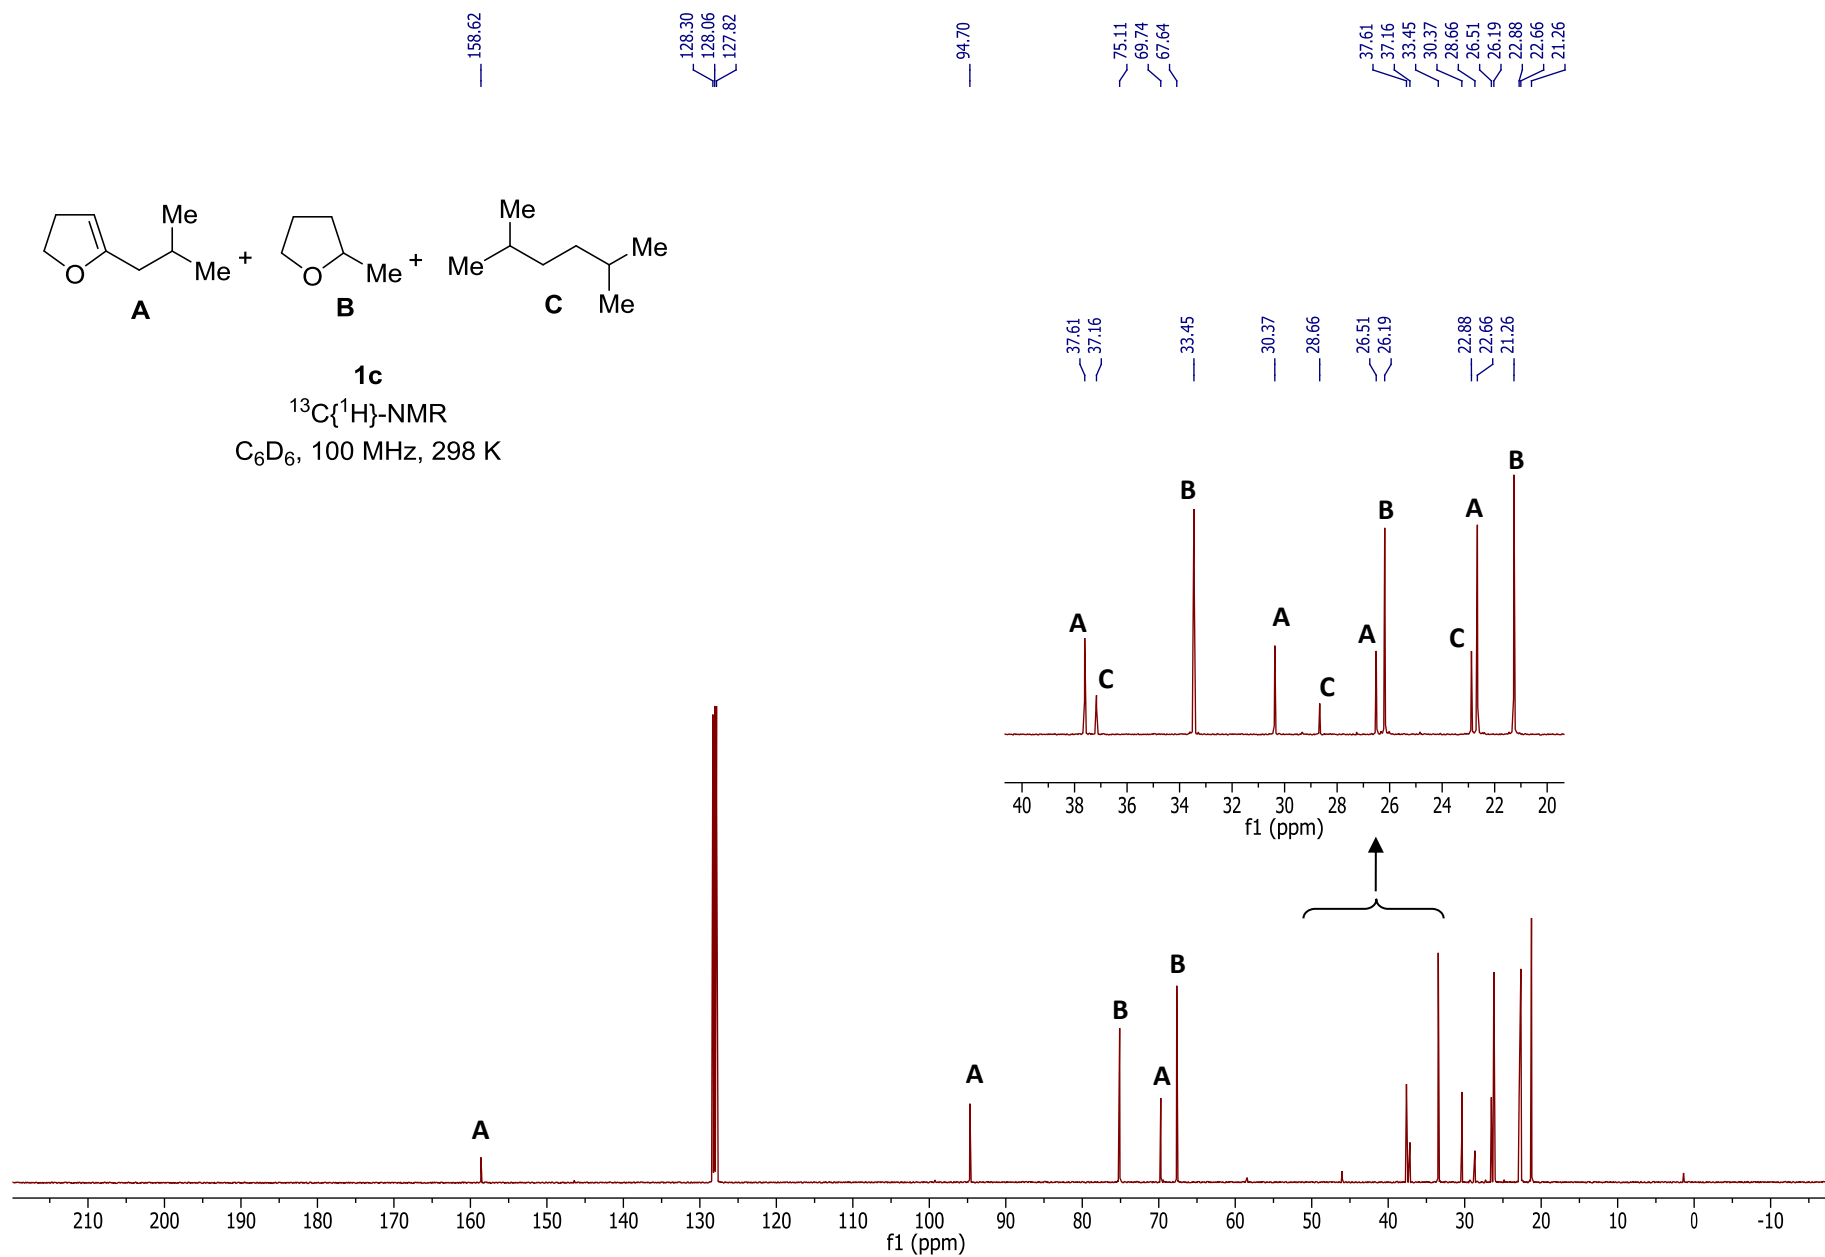 158.62
128.30
128.06
127.82
94.70
75.11
69.74
67.64
37.61
37.16
33.45
30.37
28.66
26.51
26.19
22.88
22.66
21.26
Me
Me
O
+
A
O
Me
+
B
Me
Me
Me
Me
C
1c
¹³C{¹H}-NMR
C₆D₆, 100 MHz, 298 K
37.61
37.16
33.45
30.37
28.66
26.51
26.19
22.88
22.66
21.26
A
C
B
A
C
A
B
C
A
B
40 38 36 34 32 30 28 26 24 22 20
f1 (ppm)
A
A
B
A
B
210 200 190 180 170 160 150 140 130 120 110 100 90 80 70 60 50 40 30 20 10 0 -10
f1 (ppm)